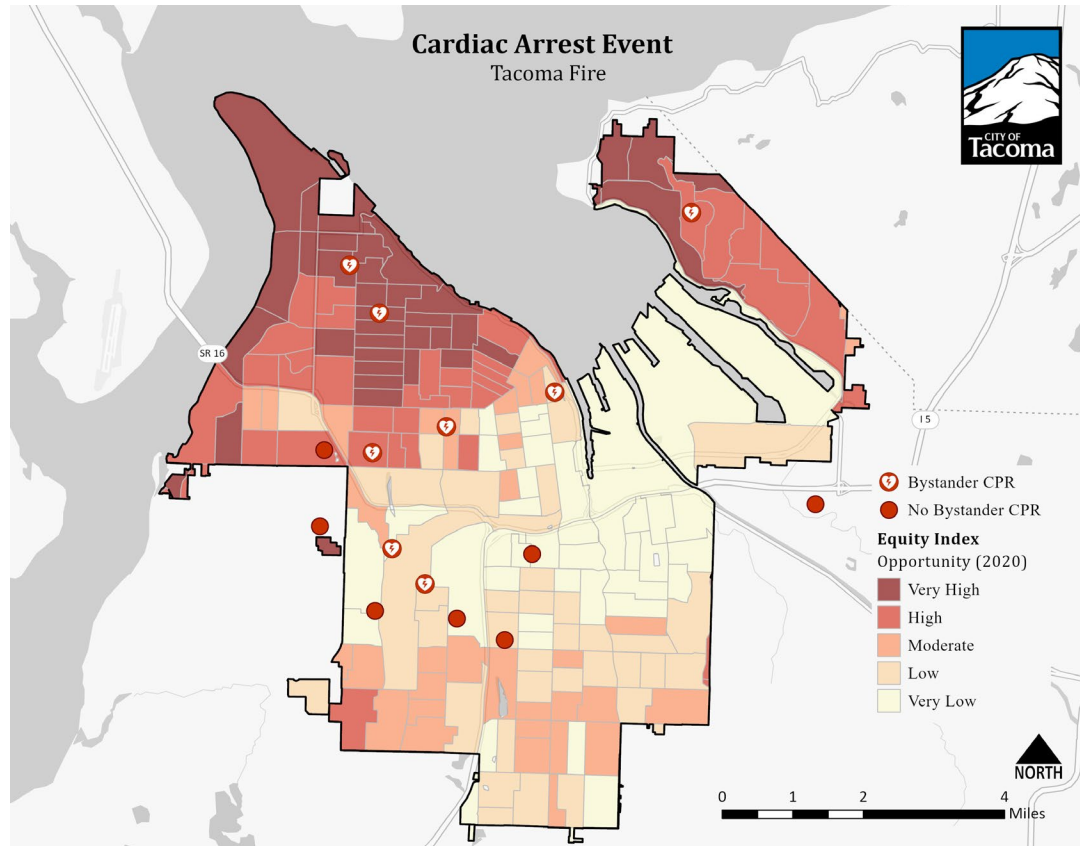 Cardiac Arrest Event
Tacoma Fire
CITY OF
Tacoma
SR 16
I 5
Bystander CPR
No Bystander CPR
Equity Index
Opportunity (2020)
Very High
High
Moderate
Low
Very Low
NORTH
0 1 2 4
Miles